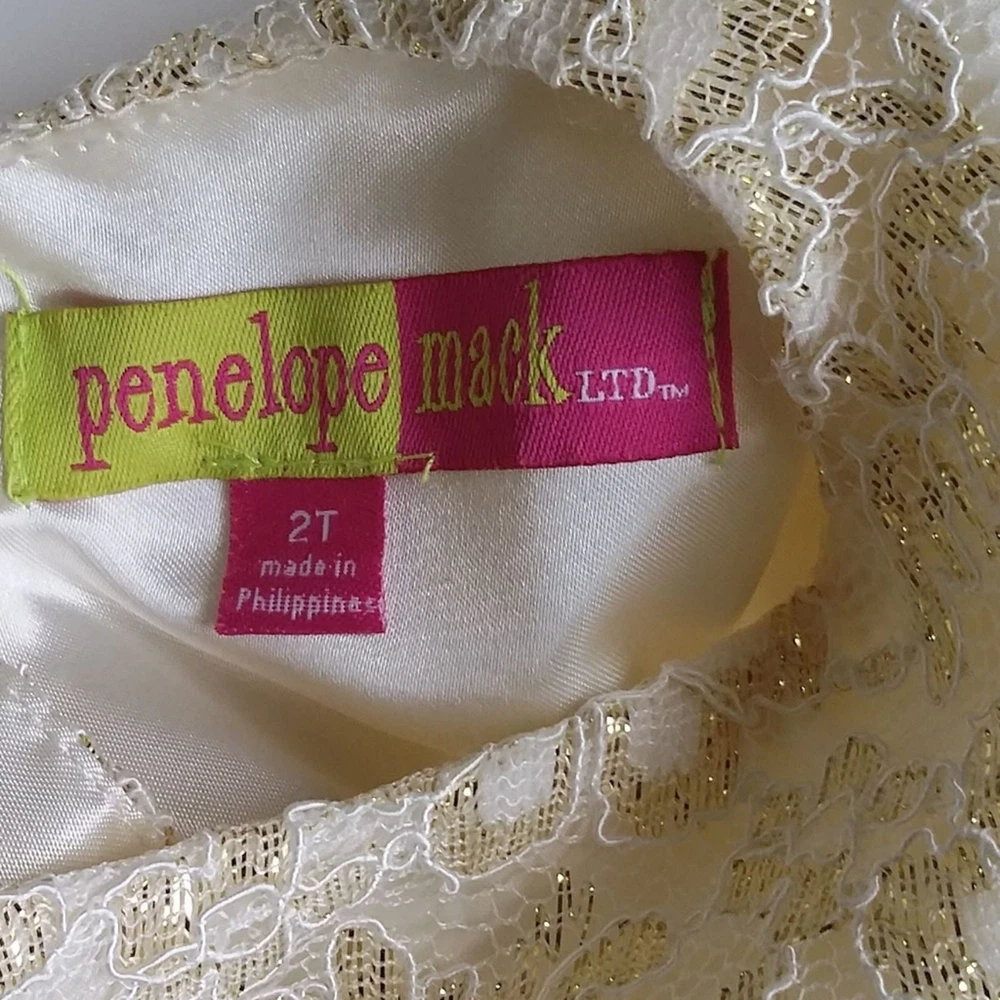 penelope mack LTD™
2T
made in
Philippines